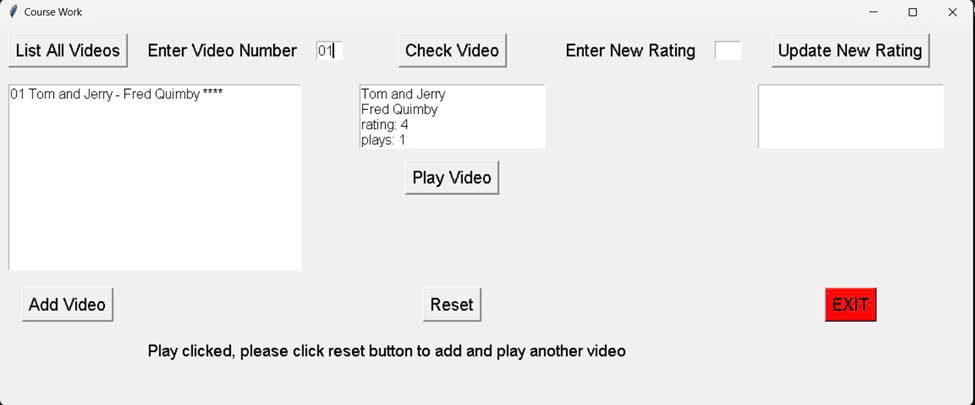 Course Work
List All Videos
Enter Video Number
01
Check Video
Enter New Rating
Update New Rating
01 Tom and Jerry - Fred Quimby ****
Tom and Jerry
Fred Quimby
rating: 4
plays: 1
Play Video
Add Video
Reset
EXIT
Play clicked, please click reset button to add and play another video